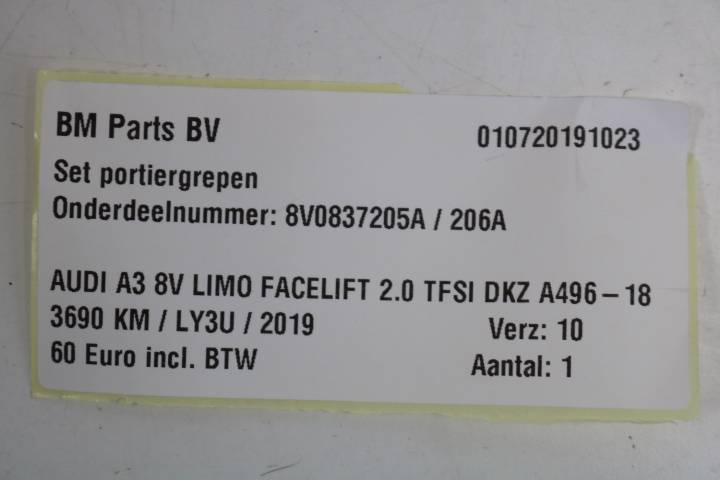 BM Parts BV 010720191023
Set portiergrepen
Onderdeelnummer: 8V0837205A / 206A
AUDI A3 8V LIMO FACELIFT 2.0 TFSI DKZ A496-18
3690 KM / LY3U / 2019 Verz: 10
60 Euro incl. BTW Aantal: 1